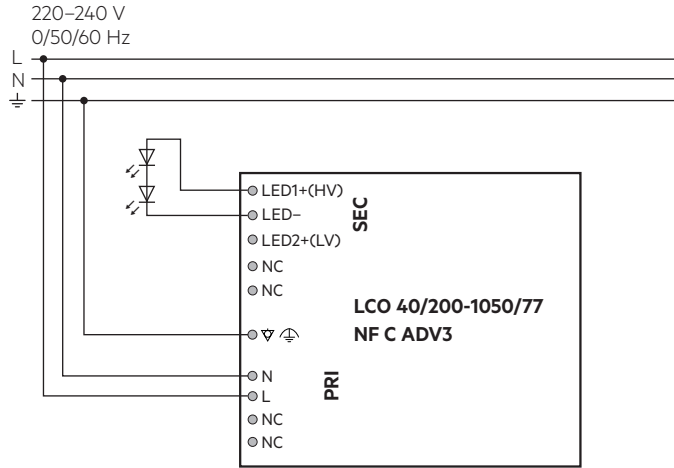 220–240 V
0/50/60 Hz
L
N
LED1+(HV)
LED–
LED2+(LV)
NC
NC
SEC
LCO 40/200-1050/77
NF C ADV3
N
L
NC
NC
PRI